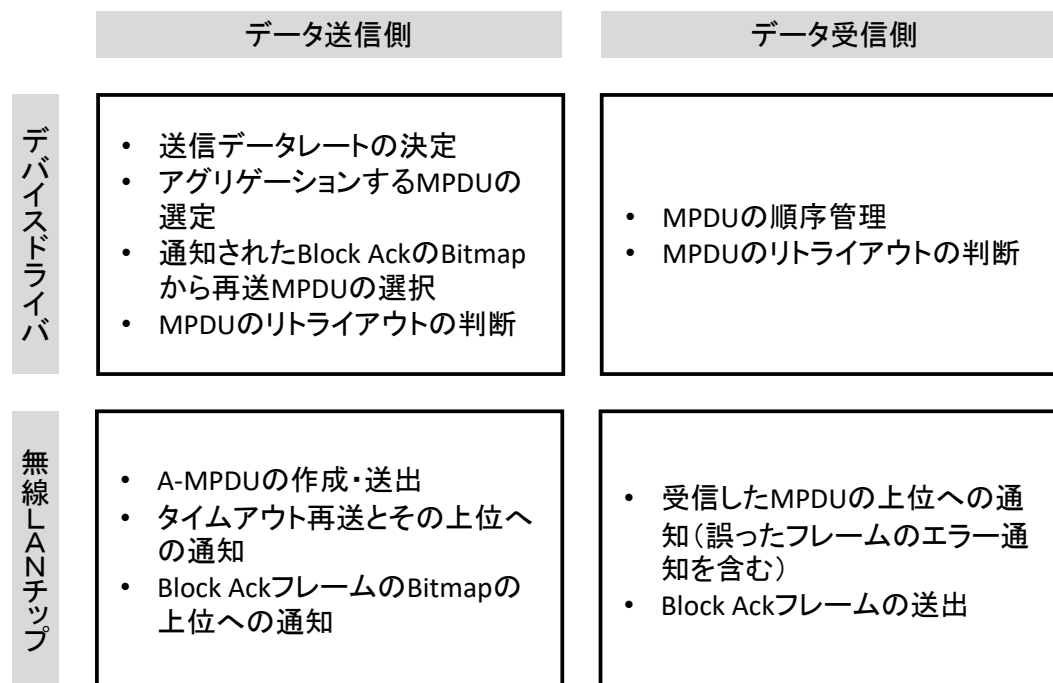 データ送信側
データ受信側
デバイスドライバ
• 送信データレートの決定
• アグリゲーションするMPDUの
選定
• 通知されたBlock AckのBitmap
から再送MPDUの選択
• MPDUのリトライアウトの判断
• MPDUの順序管理
• MPDUのリトライアウトの判断
無線LANチップ
• A-MPDUの作成・送出
• タイムアウト再送とその上位へ
の通知
• Block AckフレームのBitmapの
上位への通知
• 受信したMPDUの上位への通
知（誤ったフレームのエラー通
知を含む）
• Block Ackフレームの送出